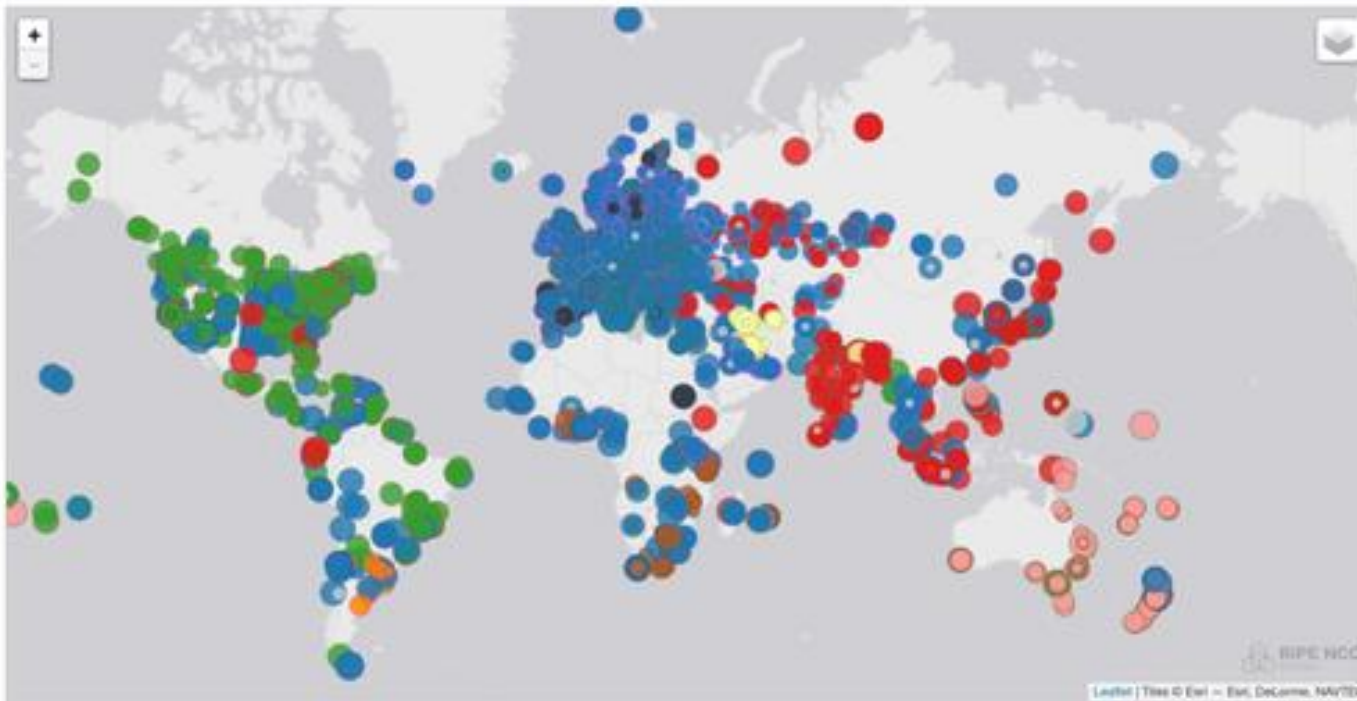 +
-
RIPE NCC
Leaflet | Tiles © Esri — Esri, DeLorme, NAVTEQ